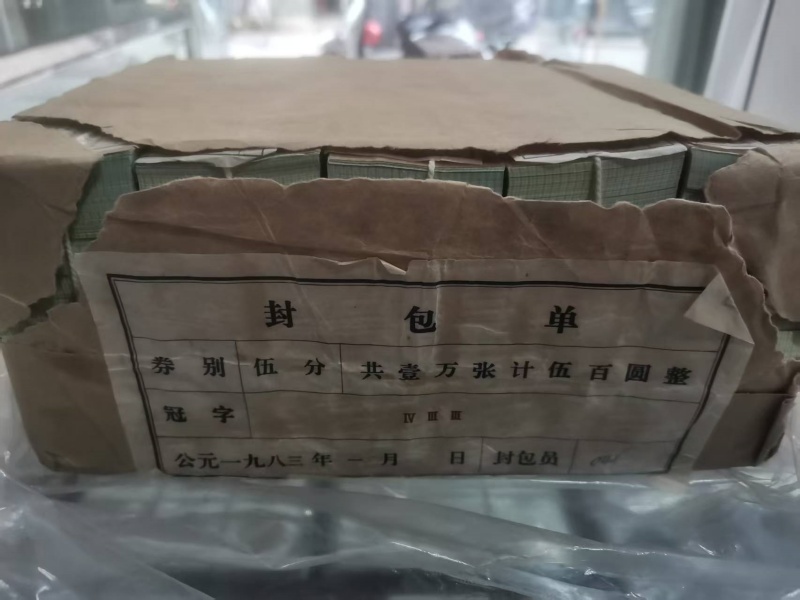 封包单
券别 伍分 共壹万张计伍百圆整
冠字 Ⅳ Ⅲ Ⅲ
公元一九八三年一月 日 封包员